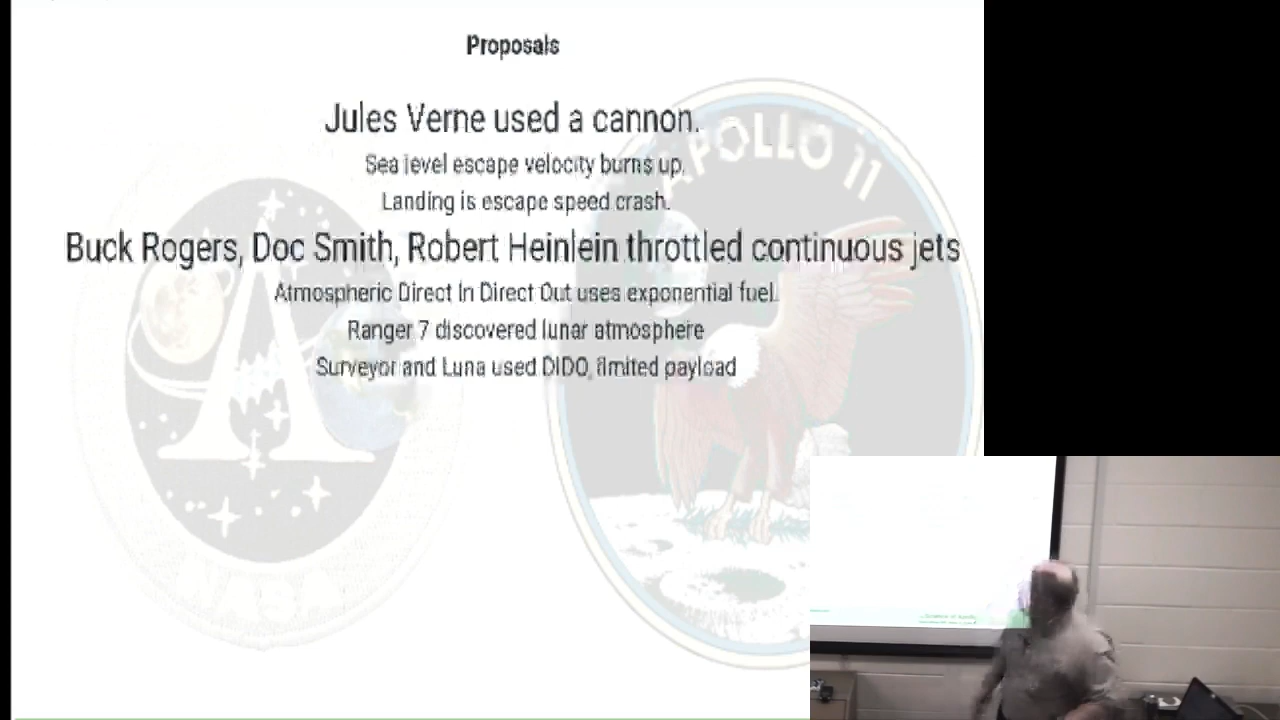 Proposals
Jules Verne used a cannon.
Sea level escape velocity burns up.
Landing is escape speed crash.
Buck Rogers, Doc Smith, Robert Heinlein throttled continuous jets
Atmospheric Direct In Direct Out uses exponential fuel.
Ranger 7 discovered lunar atmosphere
Surveyor and Luna used DIDO, limited payload
APOLLO 11
NASA